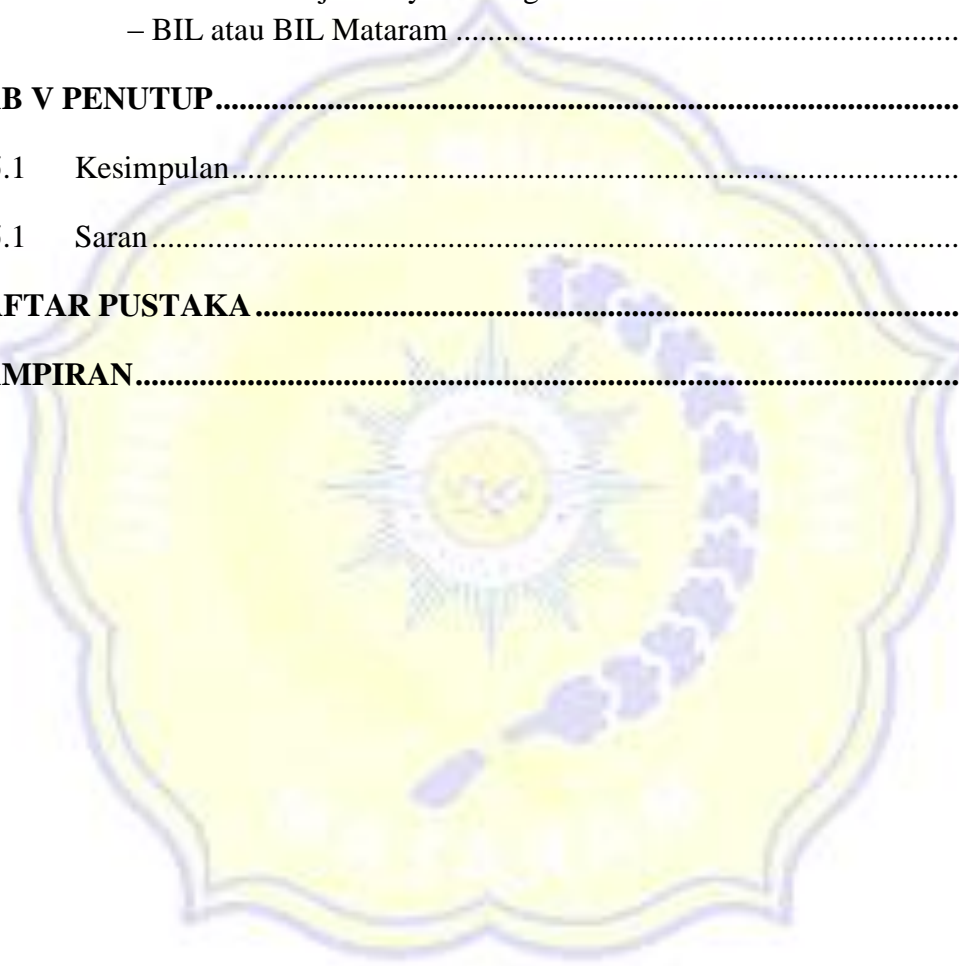 – BIL atau BIL Mataram ................................................................
B V PENUTUP................................................................
.1 Kesimpulan................................................................
.1 Saran................................................................
FTAR PUSTAKA................................................................
MPIRAN................................................................